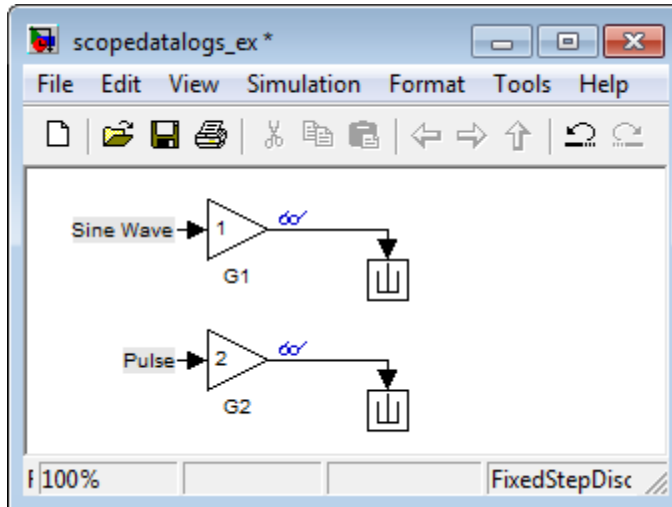 scopedatalogs_ex *
File Edit View Simulation Format Tools Help
Sine Wave 1
G1
Pulse 2
G2
100% FixedStepDisc